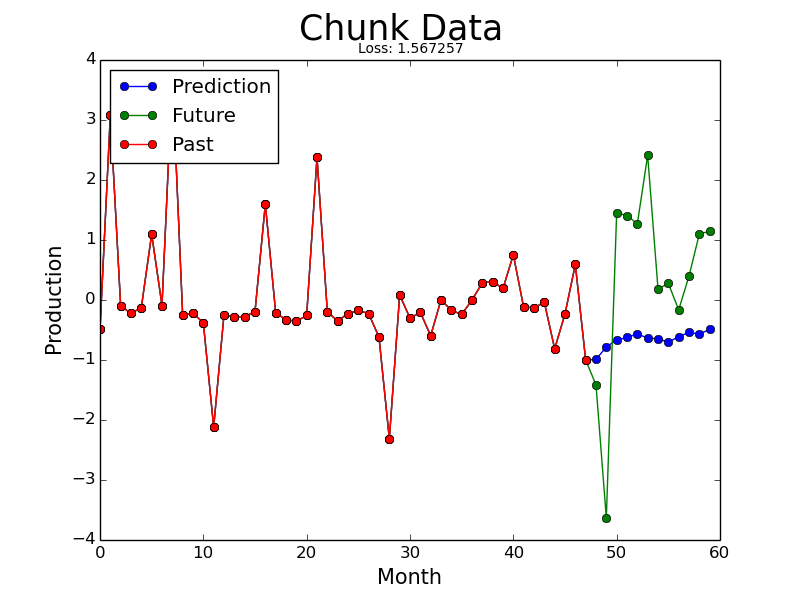 Chunk Data
Loss: 1.567257
Prediction
Future
Past
Production
4
3
2
1
0
−1
−2
−3
−4
0 10 20 30 40 50 60
Month